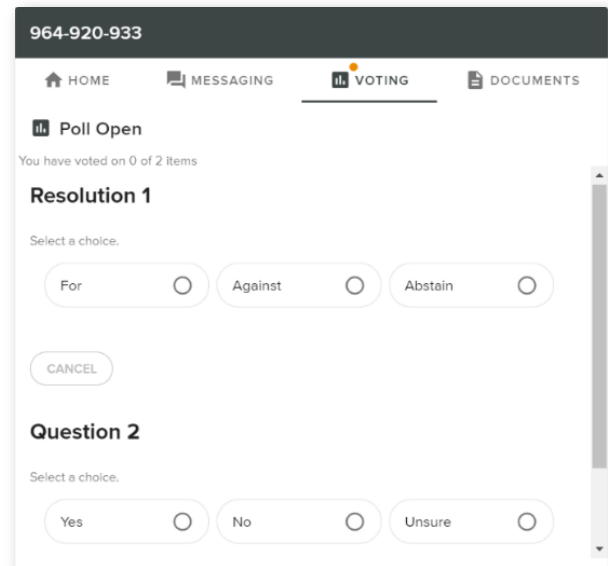 964-920-933
HOME MESSAGING VOTING DOCUMENTS
Poll Open
You have voted on 0 of 2 items
Resolution 1
Select a choice.
For Against Abstain
CANCEL
Question 2
Select a choice.
Yes No Unsure